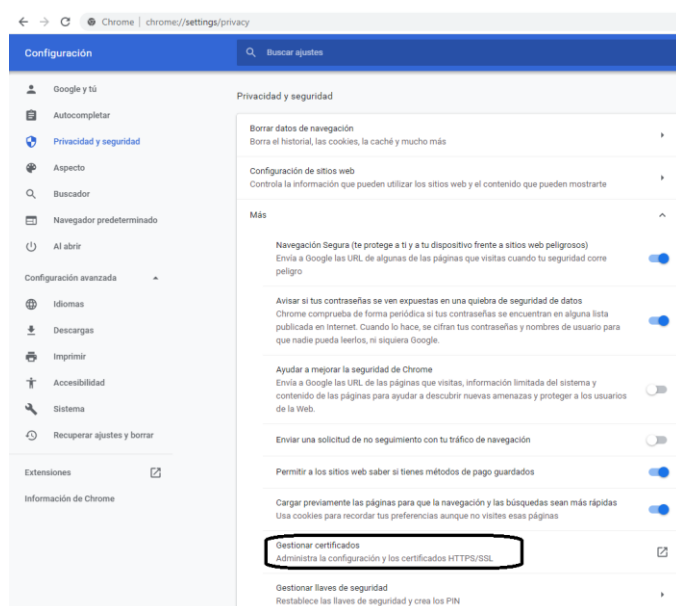 Chrome | chrome://settings/privacy
Configuración
Buscar ajustes
Google y tú
Autocompletar
Privacidad y seguridad
Aspecto
Buscador
Navegador predeterminado
Al abrir
Configuración avanzada
Idiomas
Descargas
Imprimir
Accesibilidad
Sistema
Recuperar ajustes y borrar
Extensiones
Información de Chrome
Privacidad y seguridad
Borrar datos de navegación
Borra el historial, las cookies, la caché y mucho más
Configuración de sitios web
Controla la información que pueden utilizar los sitios web y el contenido que pueden mostrarte
Más
Navegación Segura (te protege a ti y a tu dispositivo frente a sitios web peligrosos)
Envía a Google las URL de algunas de las páginas que visitas cuando tu seguridad corre
peligro
Avisar si tus contraseñas se ven expuestas en una quiebra de seguridad de datos
Chrome comprueba de forma periódica si tus contraseñas se encuentran en alguna lista
publicada en Internet. Cuando lo hace, se cifran tus contraseñas y nombres de usuario para
que nadie pueda leerlos, ni siquiera Google.
Ayudar a mejorar la seguridad de Chrome
Envía a Google las URL de las páginas que visitas, información limitada del sistema y
contenido de las páginas para ayudar a descubrir nuevas amenazas y proteger a los usuarios
de la Web.
Enviar una solicitud de no seguimiento con tu tráfico de navegación
Permitir a los sitios web saber si tienes métodos de pago guardados
Cargar previamente las páginas para que la navegación y las búsquedas sean más rápidas
Usa cookies para recordar tus preferencias aunque no visites esas páginas
Gestionar certificados
Administra la configuración y los certificados HTTPS/SSL
Gestionar llaves de seguridad
Restablece las llaves de seguridad y crea los PIN